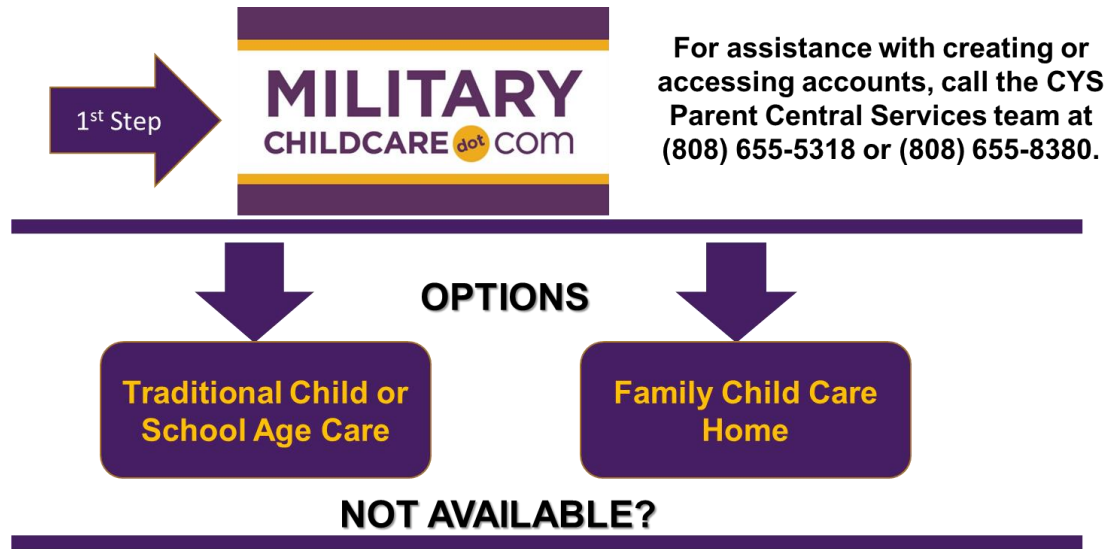 1st Step
MILITARY
CHILDCARE dot com
For assistance with creating or
accessing accounts, call the CYS
Parent Central Services team at
(808) 655-5318 or (808) 655-8380.
OPTIONS
Traditional Child or
School Age Care
Family Child Care
Home
NOT AVAILABLE?